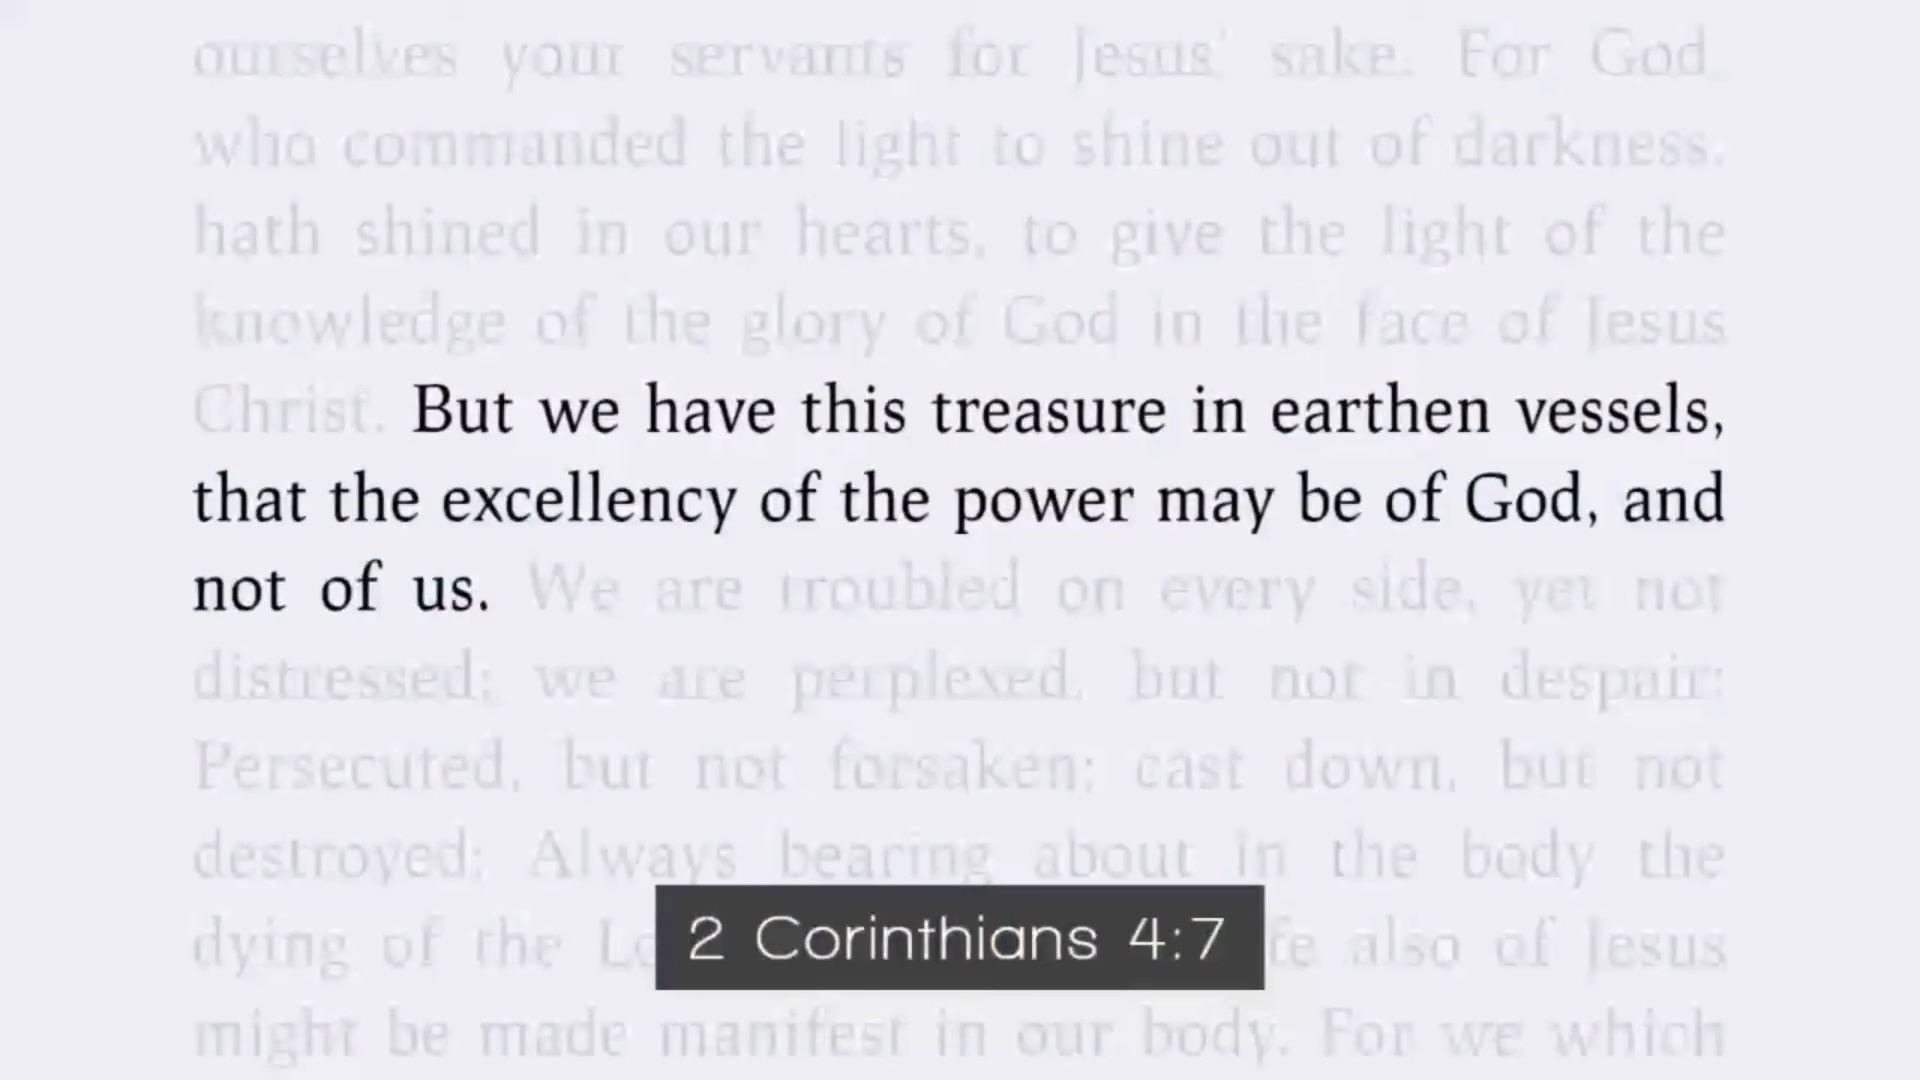 ourselves your servants for Jesus' sake. For God
who commanded the light to shine out of darkness,
hath shined in our hearts, to give the light of the
knowledge of the glory of God in the face of Jesus
Christ. But we have this treasure in earthen vessels,
that the excellency of the power may be of God, and
not of us. We are troubled on every side, yet not
distressed; we are perplexed, but not in despair;
Persecuted, but not forsaken; cast down, but not
destroyed; Always bearing about in the body the
dying of the also of Jesus
2 Corinthians 4:7
might be made manifest in our body. For we which